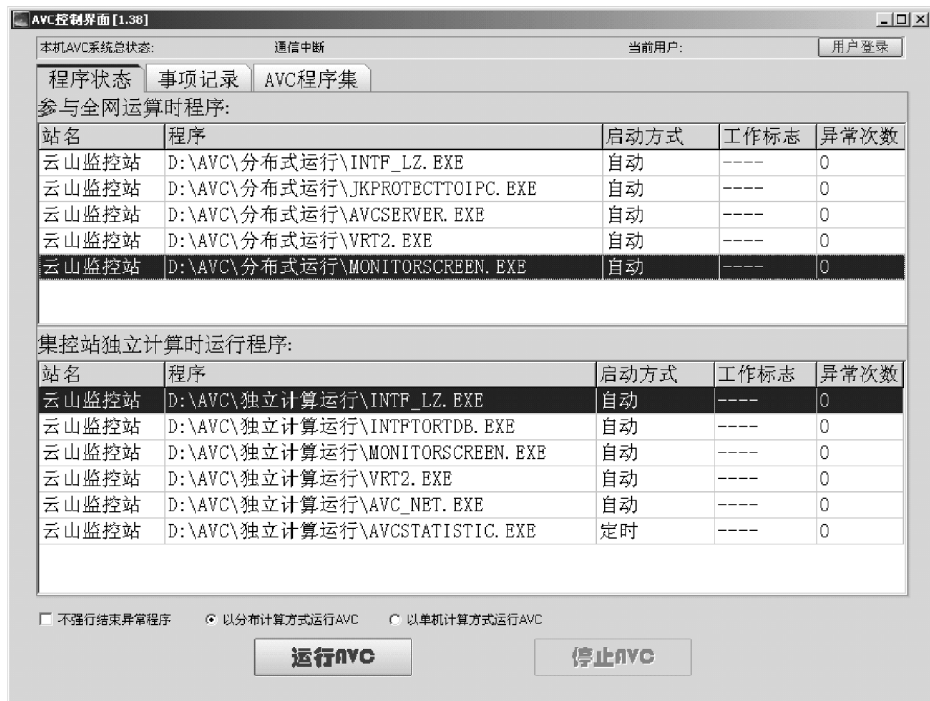 AVC控制界面[1.38]
本机AVC系统总状态: 通信中断 当前用户: 用户登录
程序状态 事项记录 AVC程序集
参与全网运算时程序:
站名 程序 启动方式 工作标志 异常次数
云山监控站 D:\AVC\分布式运行\INTF_LZ.EXE 自动 ---- 0
云山监控站 D:\AVC\分布式运行\JKPROTECTTOIPC.EXE 自动 ---- 0
云山监控站 D:\AVC\分布式运行\AVCSERVER.EXE 自动 ---- 0
云山监控站 D:\AVC\分布式运行\VRT2.EXE 自动 ---- 0
云山监控站 D:\AVC\分布式运行\MONITORSCREEN.EXE 自动 ---- 0
集控站独立计算时运行程序:
站名 程序 启动方式 工作标志 异常次数
云山监控站 D:\AVC\独立计算运行\INTF_LZ.EXE 自动 ---- 0
云山监控站 D:\AVC\独立计算运行\INTFTORTDB.EXE 自动 ---- 0
云山监控站 D:\AVC\独立计算运行\MONITORSCREEN.EXE 自动 ---- 0
云山监控站 D:\AVC\独立计算运行\VRT2.EXE 自动 ---- 0
云山监控站 D:\AVC\独立计算运行\AVC_NET.EXE 自动 ---- 0
云山监控站 D:\AVC\独立计算运行\AVCSTATISTIC.EXE 定时 ---- 0
不强行结束异常程序 以分布计算方式运行AVC 以单机计算方式运行AVC
运行AVC 停止AVC